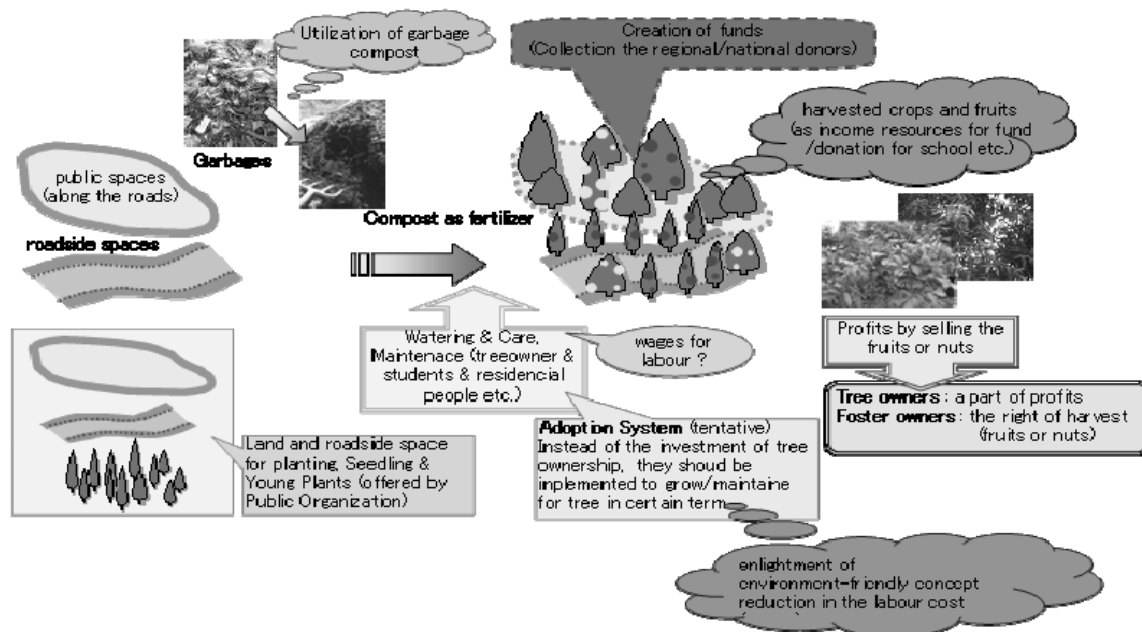 Utilization of garbage
compost
Creation of funds
(Collection the regional/national donors)
harvested crops and fruits
(as income resources for fund
/donation for school etc.)
Garbages
public spaces
(along the roads)
Compost as fertilizer
roadside spaces
Watering & Care,
Maintenace (treeowner &
students & residencial
people etc.)
wages for
labour ?
Profits by selling the
fruits or nuts
Tree owners : a part of profits
Foster owners : the right of harvest
(fruits or nuts)
Adoption System (tentative)
Instead of the investment of tree
ownership, they shoud be
inplemented to grow/maintaine
for tree in certain term
Land and roadside space
for planting, Seedling &
Young Plants (offered by
Public Organization)
enlightment of
environment-friendly concept
reduction in the labour cost